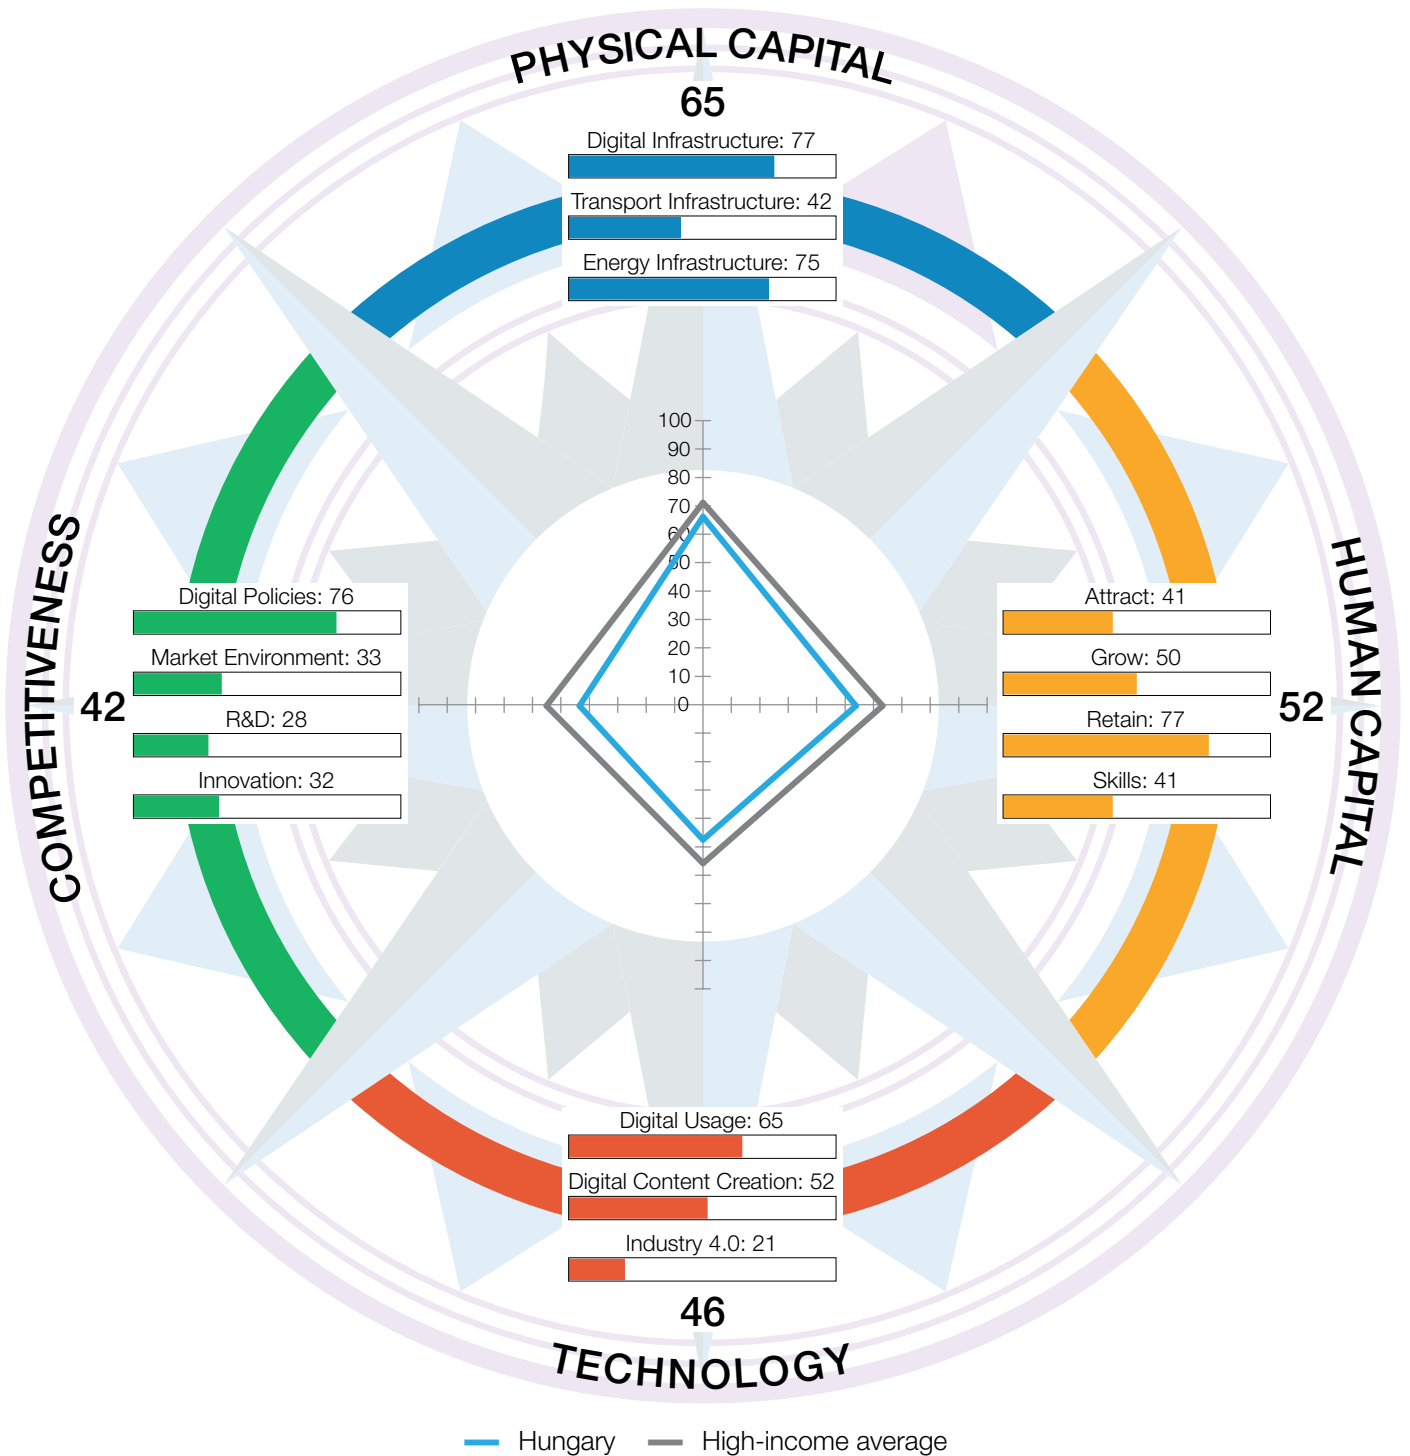 PHYSICAL CAPITAL
65
Digital Infrastructure: 77
Transport Infrastructure: 42
Energy Infrastructure: 75
100
90
80
70
60
50
40
30
20
10
0
COMPETITIVENESS
42
Digital Policies: 76
Market Environment: 33
R&D: 28
Innovation: 32
HUMAN CAPITAL
52
Attract: 41
Grow: 50
Retain: 77
Skills: 41
Digital Usage: 65
Digital Content Creation: 52
Industry 4.0: 21
46
TECHNOLOGY
Hungary
High-income average